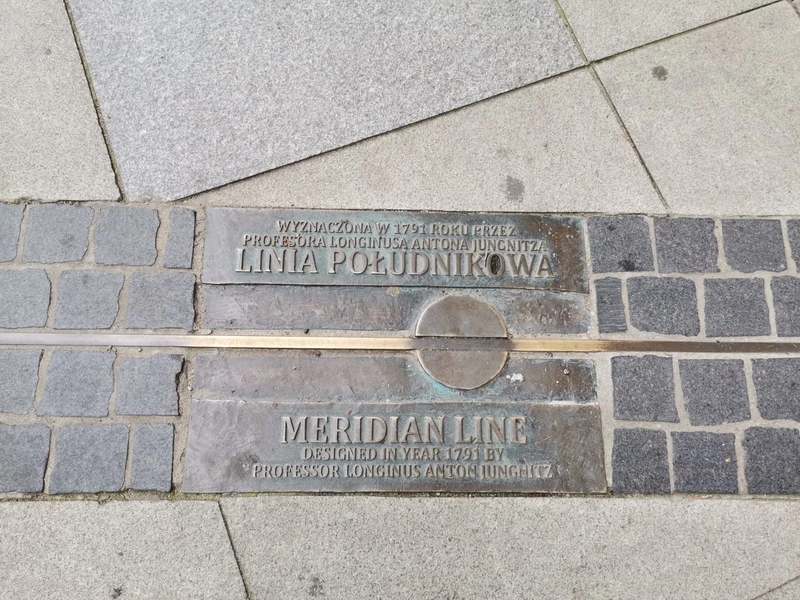 WYZNACZONA W 1791 ROKU PRZEZ
PROFESORA LONGINUSA ANTONA JUNGNITZA
LINIA POŁUDNIKOWA
MERIDIAN LINE
DESIGNED IN YEAR 1791 BY
PROFESSOR LONGINUS ANTON JUNGNITZ